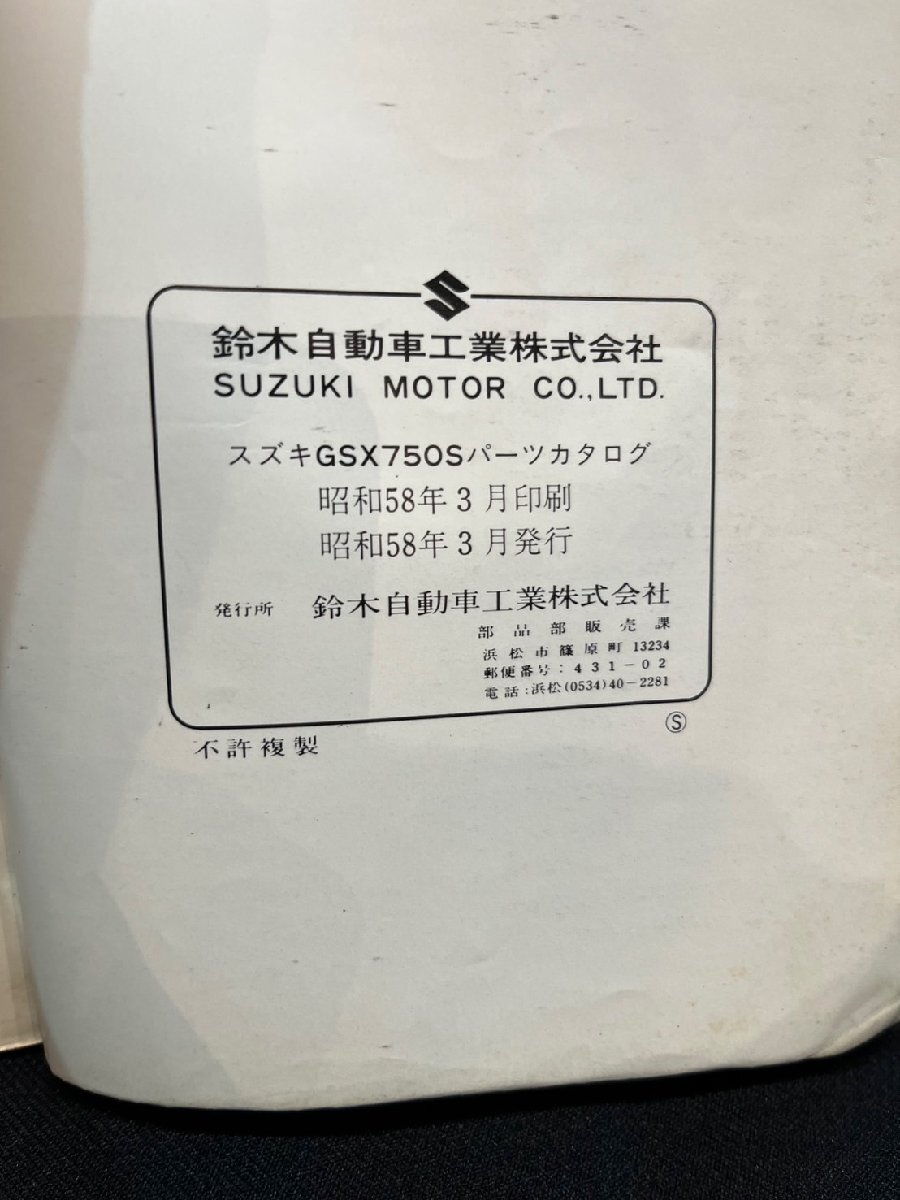 鈴木自動車工業株式会社
SUZUKI MOTOR CO.,LTD.
スズキGSX750Sパーツカタログ
昭和58年3月印刷
昭和58年3月発行
発行所 鈴木自動車工業株式会社
部品部販売課
浜松市篠原町13234
郵便番号:431-02
電話:浜松(0534)40-2281
Ⓢ
不許複製